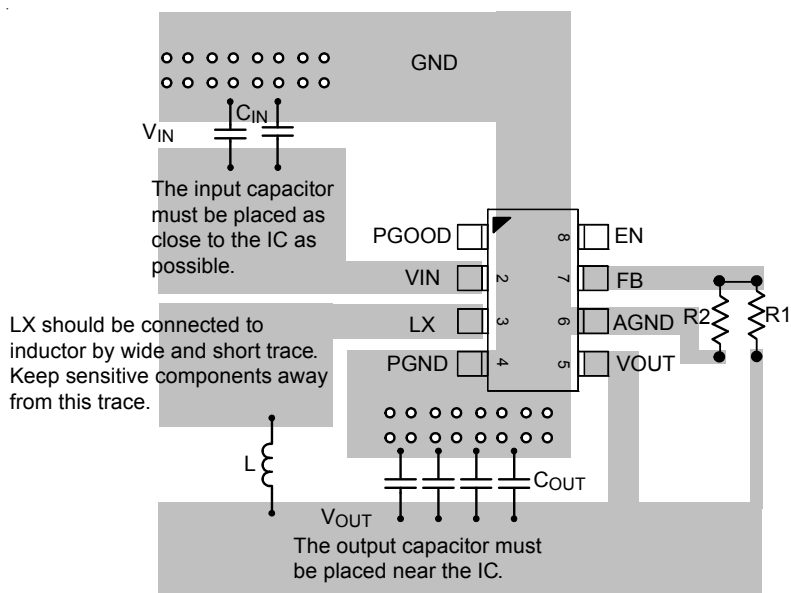 GND
CIN
VIN
The input capacitor
must be placed as
close to the IC as
possible.
PGOOD
8
EN
VIN
2
7
FB
LX
3
6
AGND
R2
R1
PGND
4
5
VOUT
LX should be connected to
inductor by wide and short trace.
Keep sensitive components away
from this trace.
L
COUT
VOUT
The output capacitor must
be placed near the IC.